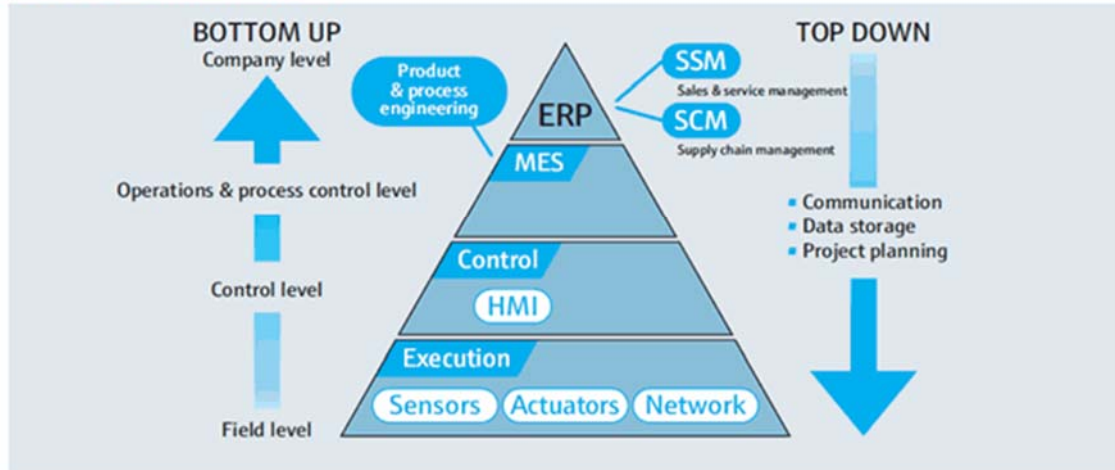 BOTTOM UP
Company level
Operations & process control level
Control level
Field level
Product
& process
engineering
ERP
MES
Control
HMI
Execution
Sensors
Actuators
Network
SSM
Sales & service management
SCM
Supply chain management
TOP DOWN
▪ Communication
▪ Data storage
▪ Project planning